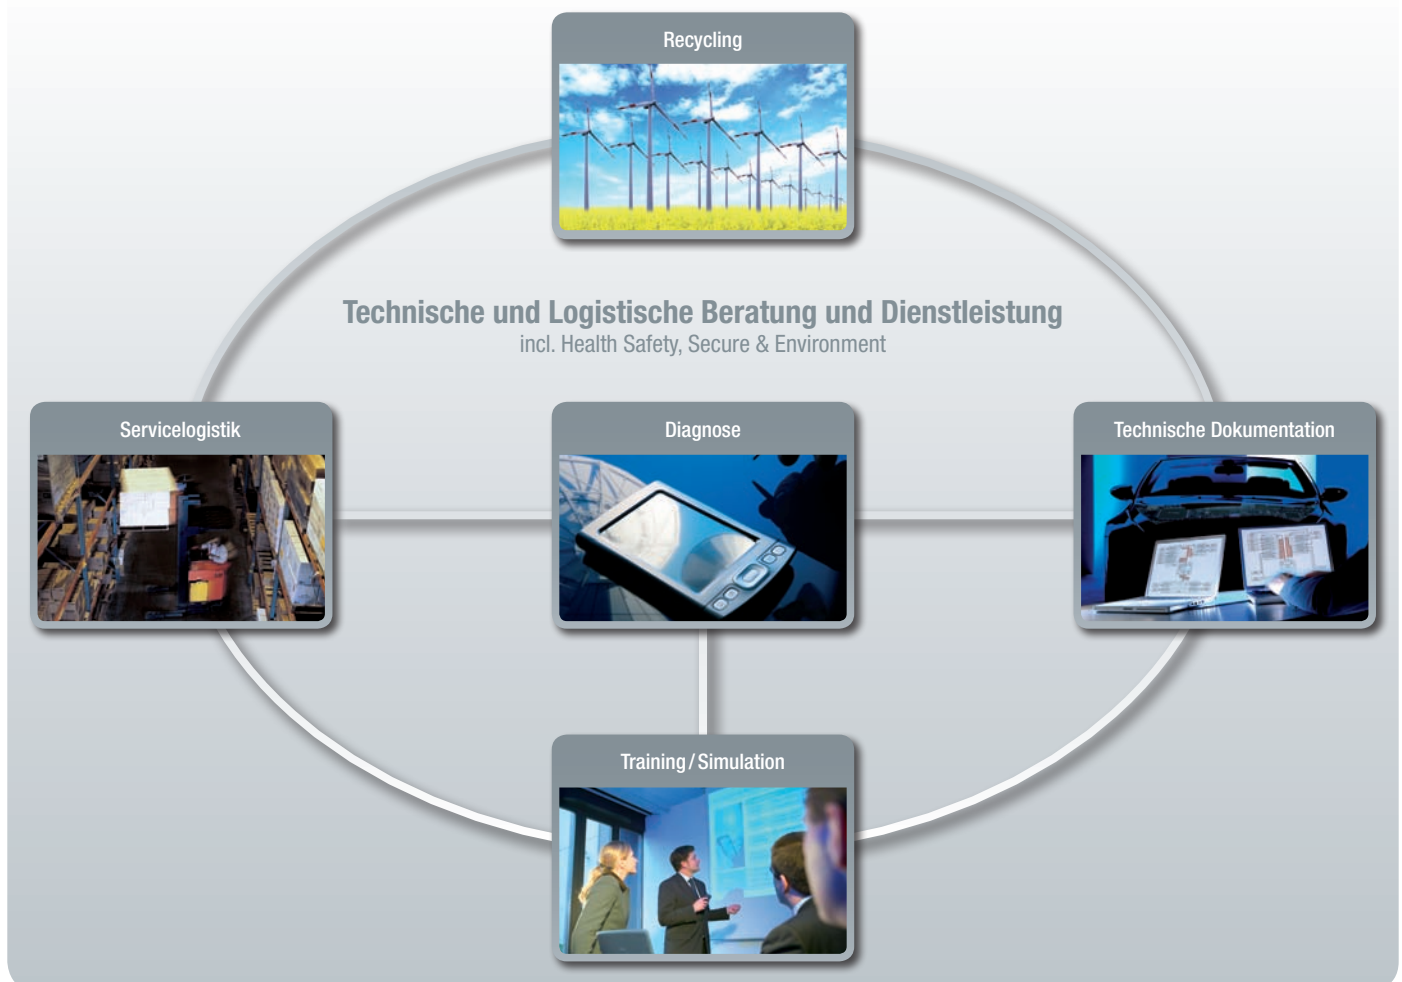 Recycling
Technische und Logistische Beratung und Dienstleistung
incl. Health Safety, Secure & Environment
Servicelogistik
Diagnose
Technische Dokumentation
Training/Simulation